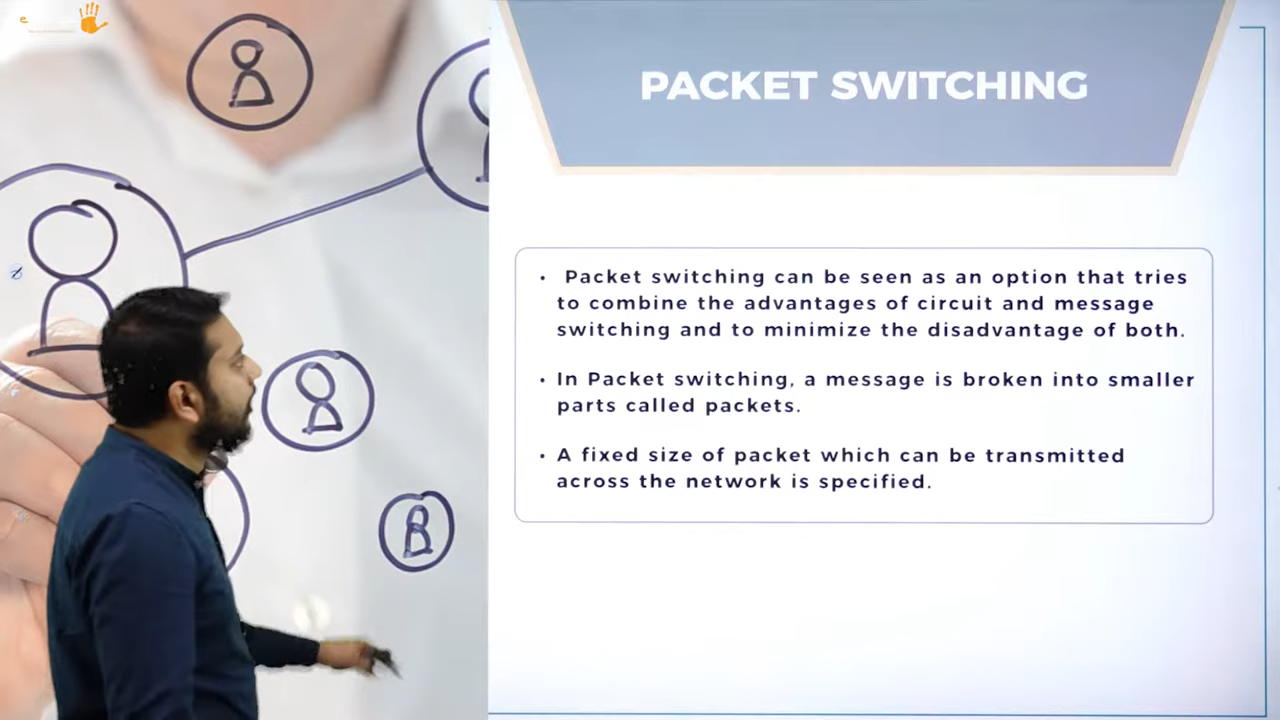 e
PACKET SWITCHING
• Packet switching can be seen as an option that tries
to combine the advantages of circuit and message
switching and to minimize the disadvantage of both.
• In Packet switching, a message is broken into smaller
parts called packets.
• A fixed size of packet which can be transmitted
across the network is specified.